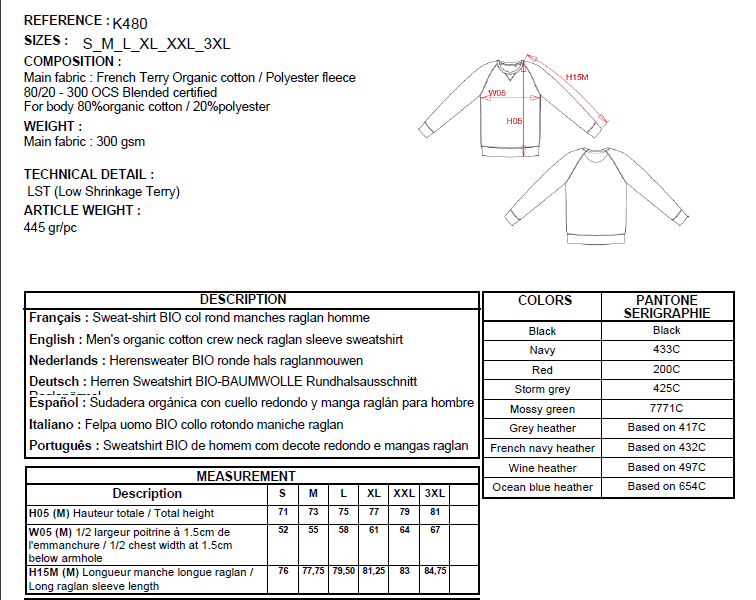 REFERENCE : K480
SIZES : S_M_L_XL_XXL_3XL
COMPOSITION :
Main fabric : French Terry Organic cotton / Polyester fleece
80/20 - 300 OCS Blended certified
For body 80%organic cotton / 20%polyester
WEIGHT :
Main fabric : 300 gsm
TECHNICAL DETAIL :
LST (Low Shrinkage Terry)
ARTICLE WEIGHT :
445 gr/pc
H15M
W05
H05
DESCRIPTION
Français : Sweat-shirt BIO col rond manches raglan homme
English : Men's organic cotton crew neck raglan sleeve sweatshirt
Nederlands : Herensweater BIO ronde hals raglanmouwen
Deutsch : Herren Sweatshirt BIO-BAUMWOLLE Rundhalsausschnitt
Español : Sudadera orgánica con cuello redondo y manga raglán para hombre
Italiano : Felpa uomo BIO collo rotondo maniche raglan
Português : Sweatshirt BIO de homem com decote redondo e mangas raglan
COLORS PANTONE
SERIGRAPHIE
Black Black
Navy 433C
Red 200C
Storm grey 425C
Mossy green 7771C
Grey heather Based on 417C
French navy heather Based on 432C
Wine heather Based on 497C
Ocean blue heather Based on 654C
MEASUREMENT
Description S M L XL XXL 3XL
H05 (M) Hauteur totale / Total height 71 73 75 77 79 81
W05 (M) 1/2 largeur poitrine à 1.5cm de 52 55 58 61 64 67
l'emmanchure / 1/2 chest width at 1.5cm
below armhole
H15M (M) Longueur manche longue raglan / 76 77,75 79,50 81,25 83 84,75
Long raglan sleeve length